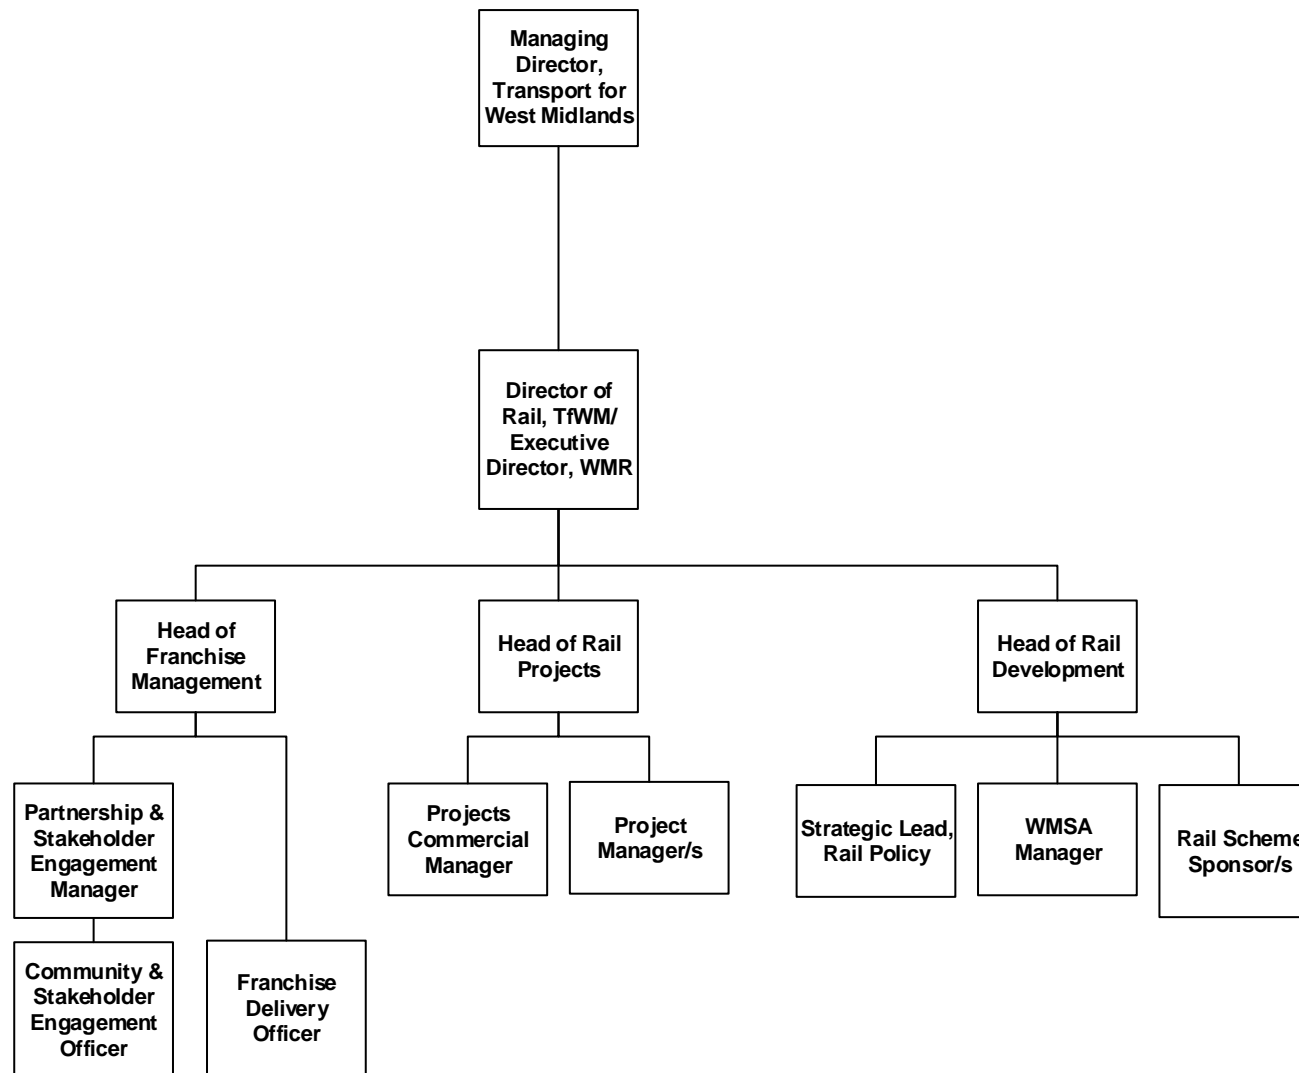 Managing
Director,
Transport for
West Midlands
Director of
Rail, TfWM/
Executive
Director, WMR
Head of
Franchise
Management
Head of Rail
Projects
Head of Rail
Development
Partnership &
Stakeholder
Engagement
Manager
Projects
Commercial
Manager
Project
Manager/s
Strategic Lead,
Rail Policy
WMSA
Manager
Rail Scheme
Sponsor/s
Community &
Stakeholder
Engagement
Officer
Franchise
Delivery
Officer